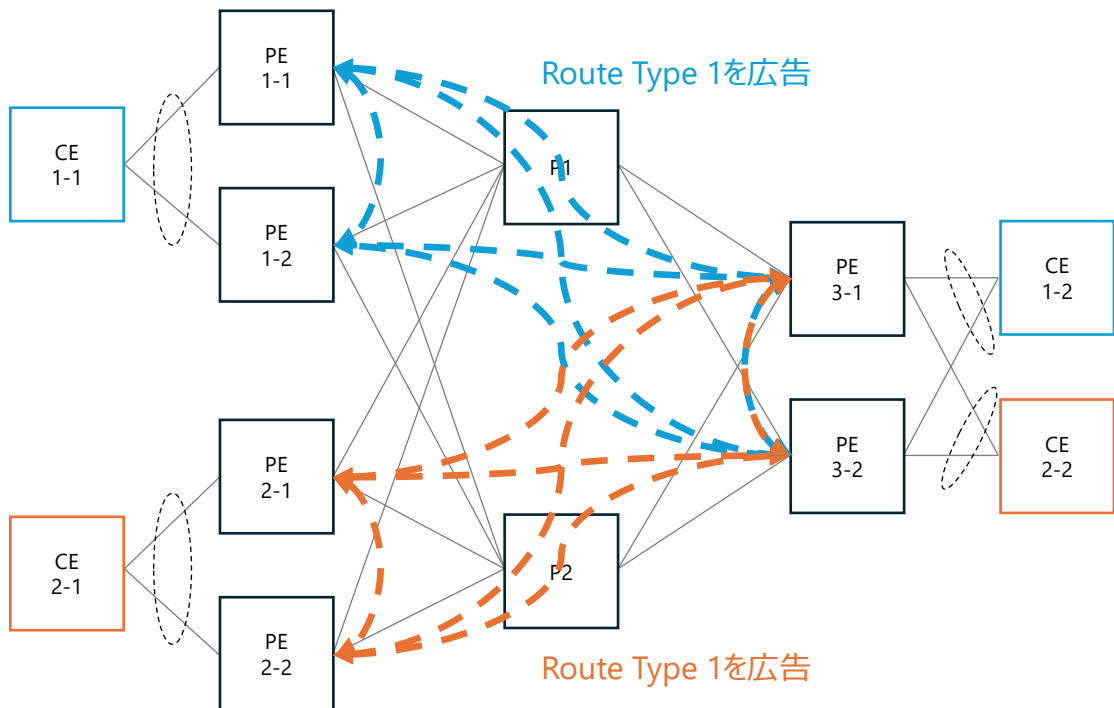 PE
1-1
Route Type 1を広告
CE
1-1
P1
PE
1-2
PE
3-1
CE
1-2
PE
2-1
PE
3-2
CE
2-2
CE
2-1
P2
PE
2-2
Route Type 1を広告